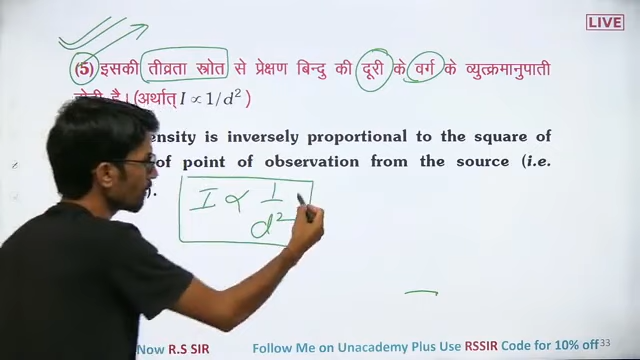 LIVE
(5) इसकी तीव्रता स्त्रोत से प्रेक्षण बिन्दु की दूरी के वर्ग के व्युत्क्रमानुपाती
है। (अर्थात् I ∝ 1/d²)
ensity is inversely proportional to the square of
of point of observation from the source (i.e.
).
I ∝ 1
d²
Now R.S SIR
Follow Me on Unacademy Plus Use RSSIR Code for 10% off 33